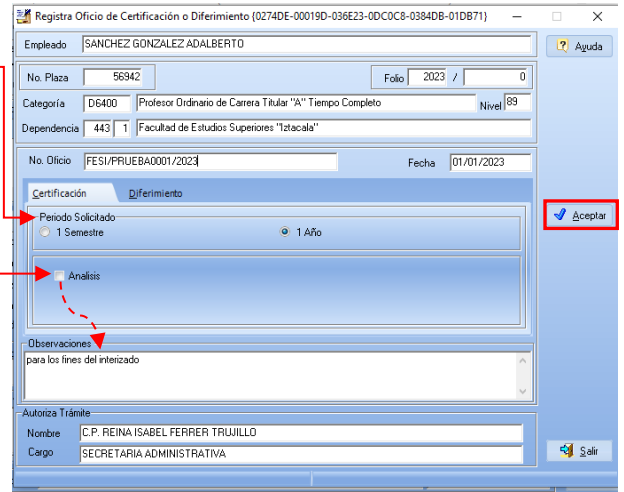 Registra Oficio de Certificación o Diferimiento {0274DE-00019D-036E23-0DC0C8-0384DB-01DB71}
Empleado SANCHEZ GONZALEZ ADALBERTO
Ayuda
No. Plaza 56942 Folio 2023 / 0
Categoría D6400 Profesor Ordinario de Carrera Titular "A" Tiempo Completo Nivel 89
Dependencia 443 1 Facultad de Estudios Superiores "Iztacala"
No. Oficio FESI/PRUEBA0001/2023 Fecha 01/01/2023
Certificación Diferimiento
Periodo Solicitado
1 Semestre 1 Año
Aceptar
Analisis
Observaciones
para los fines del interizado
Autoriza Trámite
Nombre C.P. REINA ISABEL FERRER TRUJILLO
Cargo SECRETARIA ADMINISTRATIVA
Salir